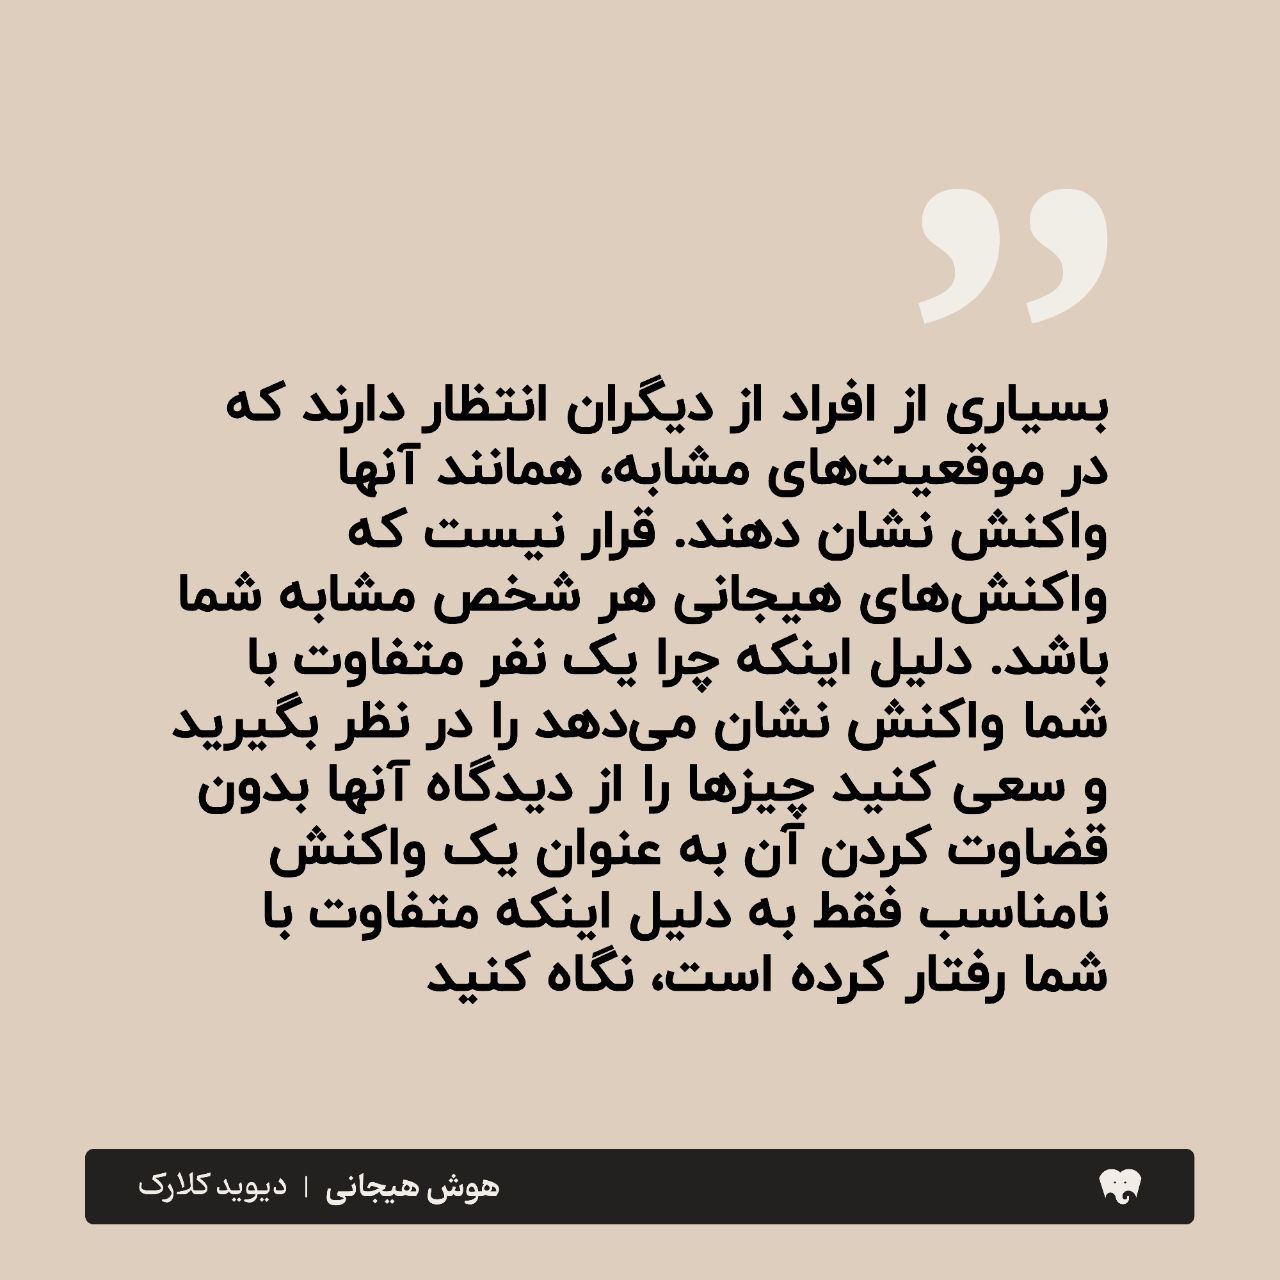 بسیاری از افراد از دیگران انتظار دارند که
در موقعیت‌های مشابه، همانند آنها
واکنش نشان دهند. قرار نیست که
واکنش‌های هیجانی هر شخص مشابه شما
باشد. دلیل اینکه چرا یک نفر متفاوت با
شما واکنش نشان می‌دهد را در نظر بگیرید
و سعی کنید چیزها را از دیدگاه آنها بدون
قضاوت کردن آن به عنوان یک واکنش
نامناسب فقط به دلیل اینکه متفاوت با
شما رفتار کرده است، نگاه کنید
هوش هیجانی | دیوید کلارک